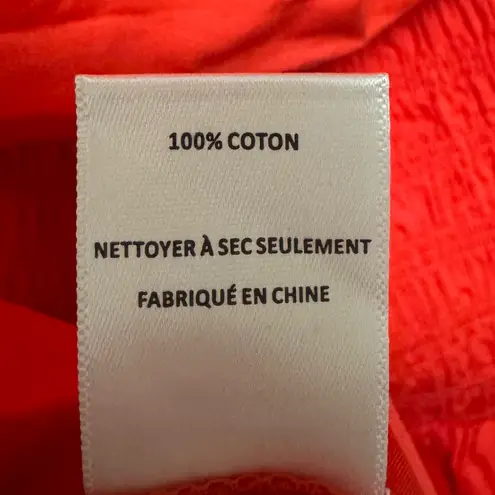 100% COTON
NETTOYER À SEC SEULEMENT
FABRIQUÉ EN CHINE